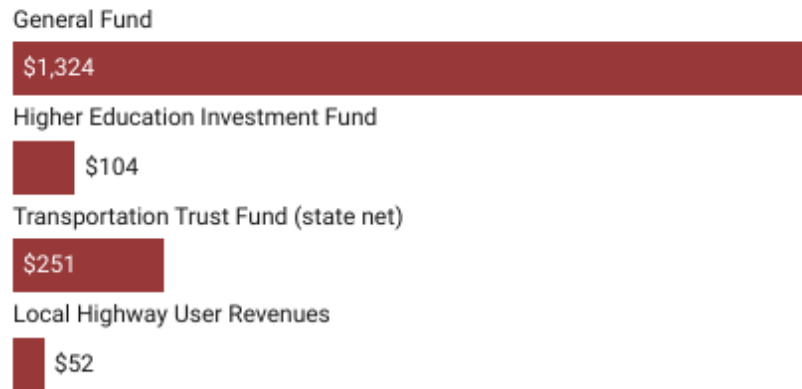 General Fund
$1,324
Higher Education Investment Fund
$104
Transportation Trust Fund (state net)
$251
Local Highway User Revenues
$52